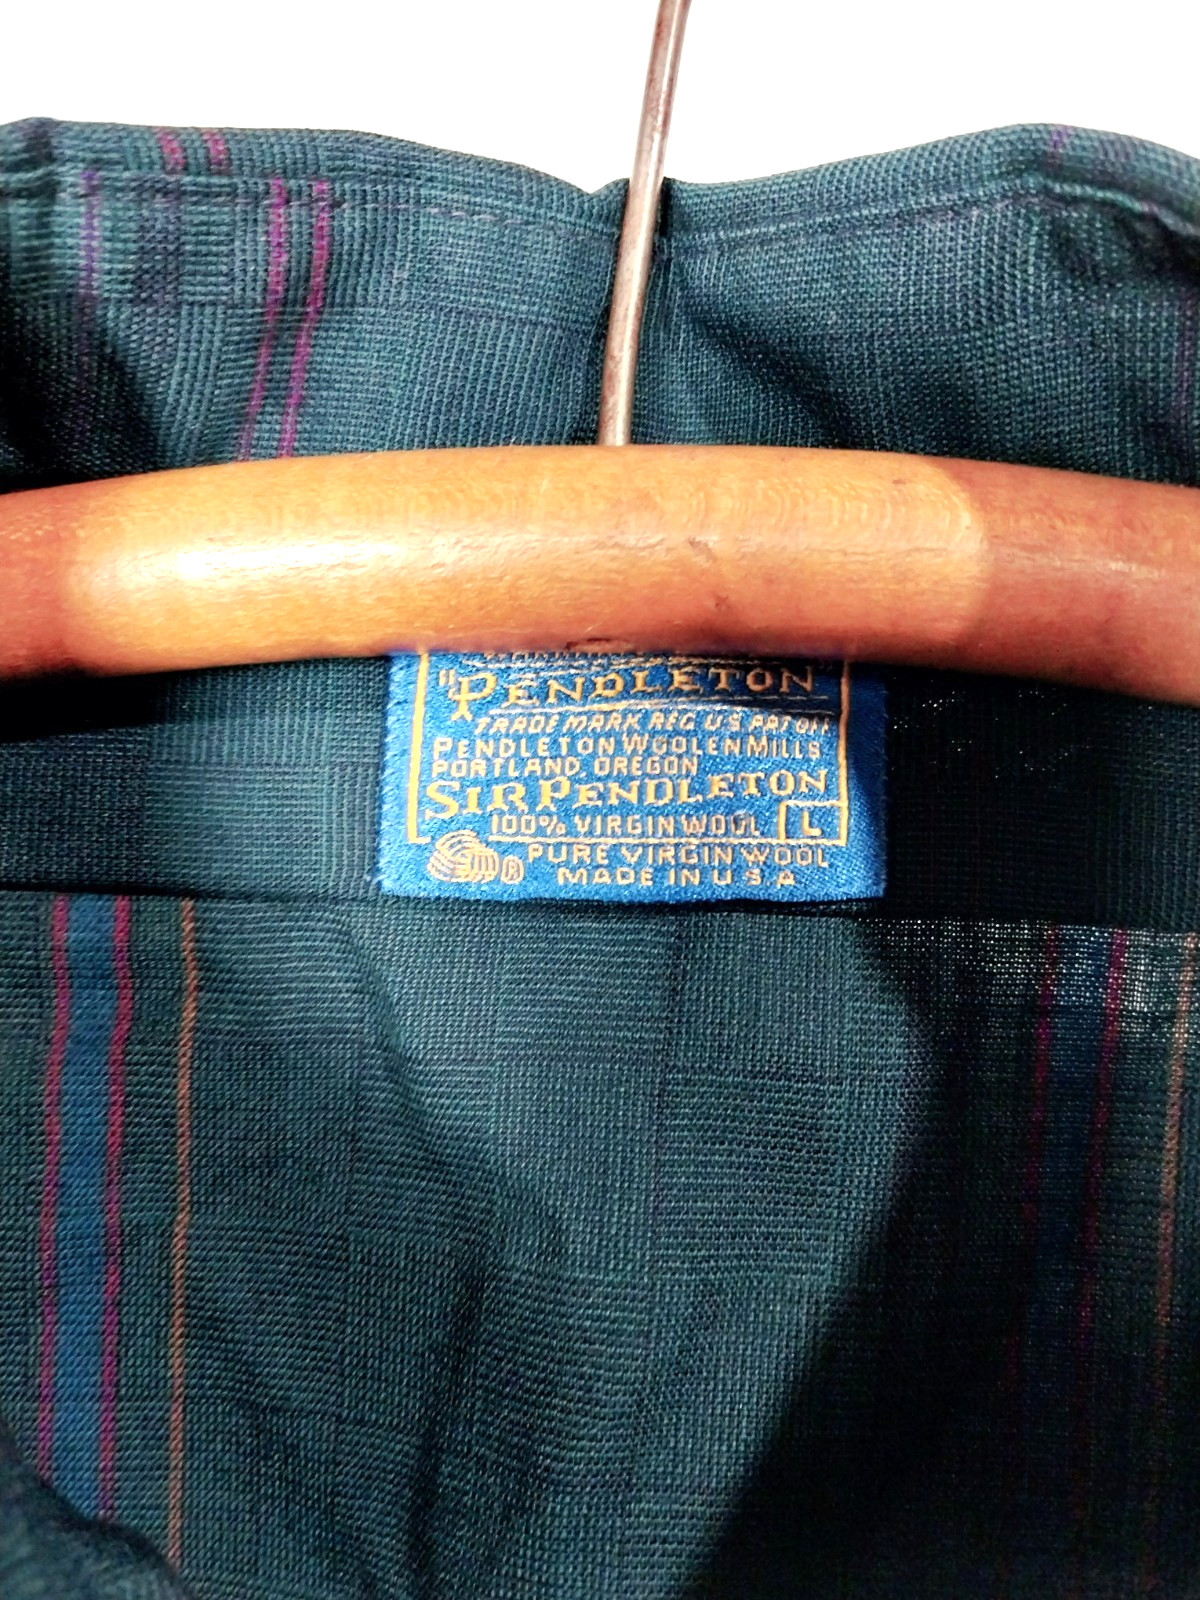 "PENDLETON"
TRADE MARK REG U.S. PAT OFF
PENDLETON WOOLEN MILLS
PORTLAND, OREGON
SIR PENDLETON
100% VIRGIN WOOL L
® PURE VIRGIN WOOL
MADE IN U.S.A